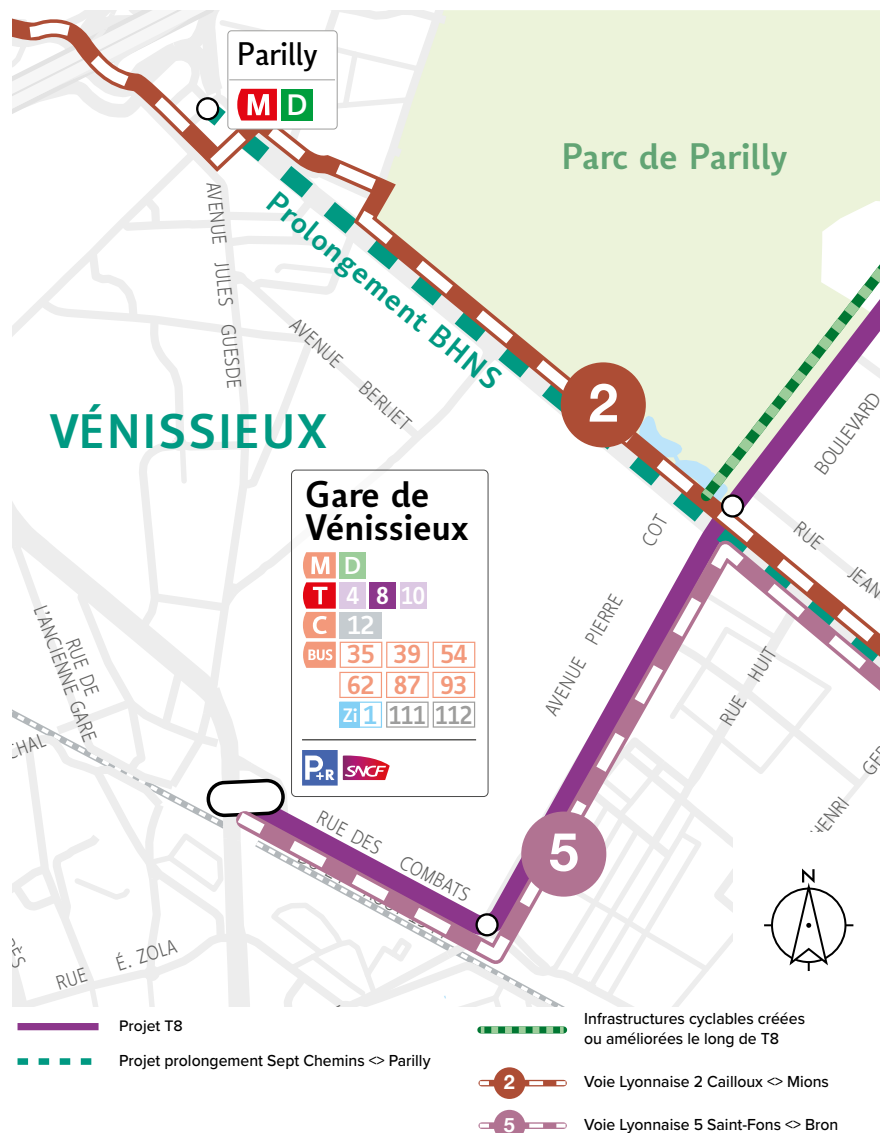 Parilly
M D
Parc de Parilly
Prolongement BHNS
AVENUE JULES GUESDE
AVENUE BERLIET
2
VÉNISSIEUX
BOULEVARD
Gare de
Vénissieux
M D
T 4 8 10
C 12
BUS 35 39 54
62 87 93
Zi 1 111 112
P+R SNCF
AVENUE PIERRE COT
RUE JEAN
RUE HUIT
HENRI
GER
RUE DE
L'ANCIENNE GARE
CHAL
RUE DES COMBATS
5
RUE É. ZOLA
N
Projet T8
Projet prolongement Sept Chemins <> Parilly
Infrastructures cyclables créées
ou améliorées le long de T8
2 Voie Lyonnaise 2 Cailloux <> Mions
5 Voie Lyonnaise 5 Saint-Fons <> Bron